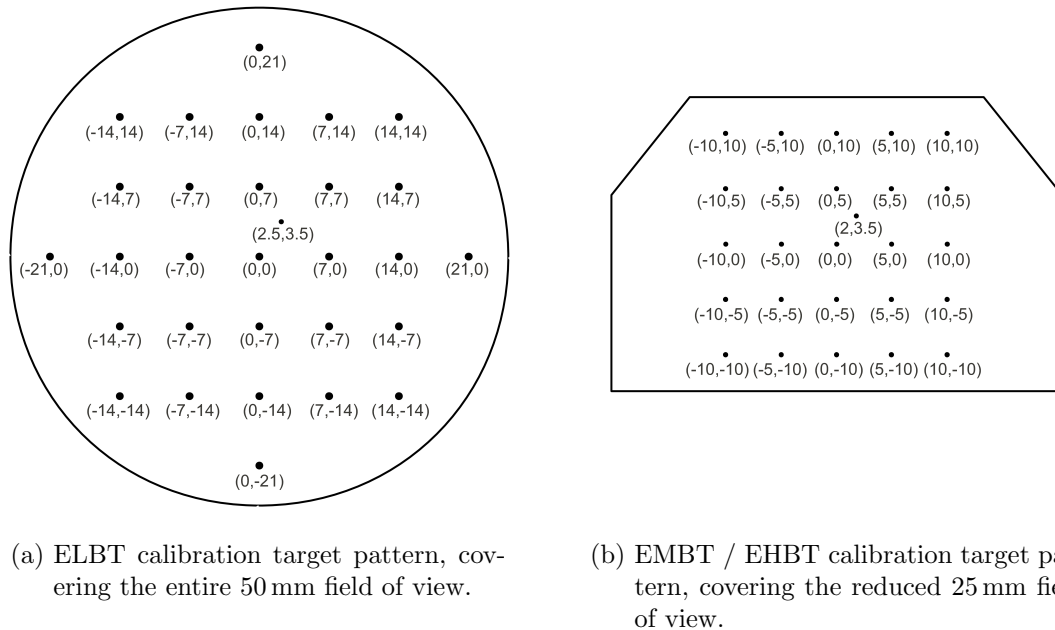 (0,21)
(-14,14) (-7,14) (0,14) (7,14) (14,14)
(-14,7) (-7,7) (0,7) (7,7) (14,7)
(2.5,3.5)
(-21,0) (-14,0) (-7,0) (0,0) (7,0) (14,0) (21,0)
(-14,-7) (-7,-7) (0,-7) (7,-7) (14,-7)
(-14,-14) (-7,-14) (0,-14) (7,-14) (14,-14)
(0,-21)
(a) ELBT calibration target pattern, cov-
ering the entire 50 mm field of view.
(-10,10) (-5,10) (0,10) (5,10) (10,10)
(-10,5) (-5,5) (0,5) (5,5) (10,5)
(2,3.5)
(-10,0) (-5,0) (0,0) (5,0) (10,0)
(-10,-5) (-5,-5) (0,-5) (5,-5) (10,-5)
(-10,-10) (-5,-10) (0,-10) (5,-10) (10,-10)
(b) EMBT / EHBT calibration target pa
tern, covering the reduced 25 mm fie
of view.